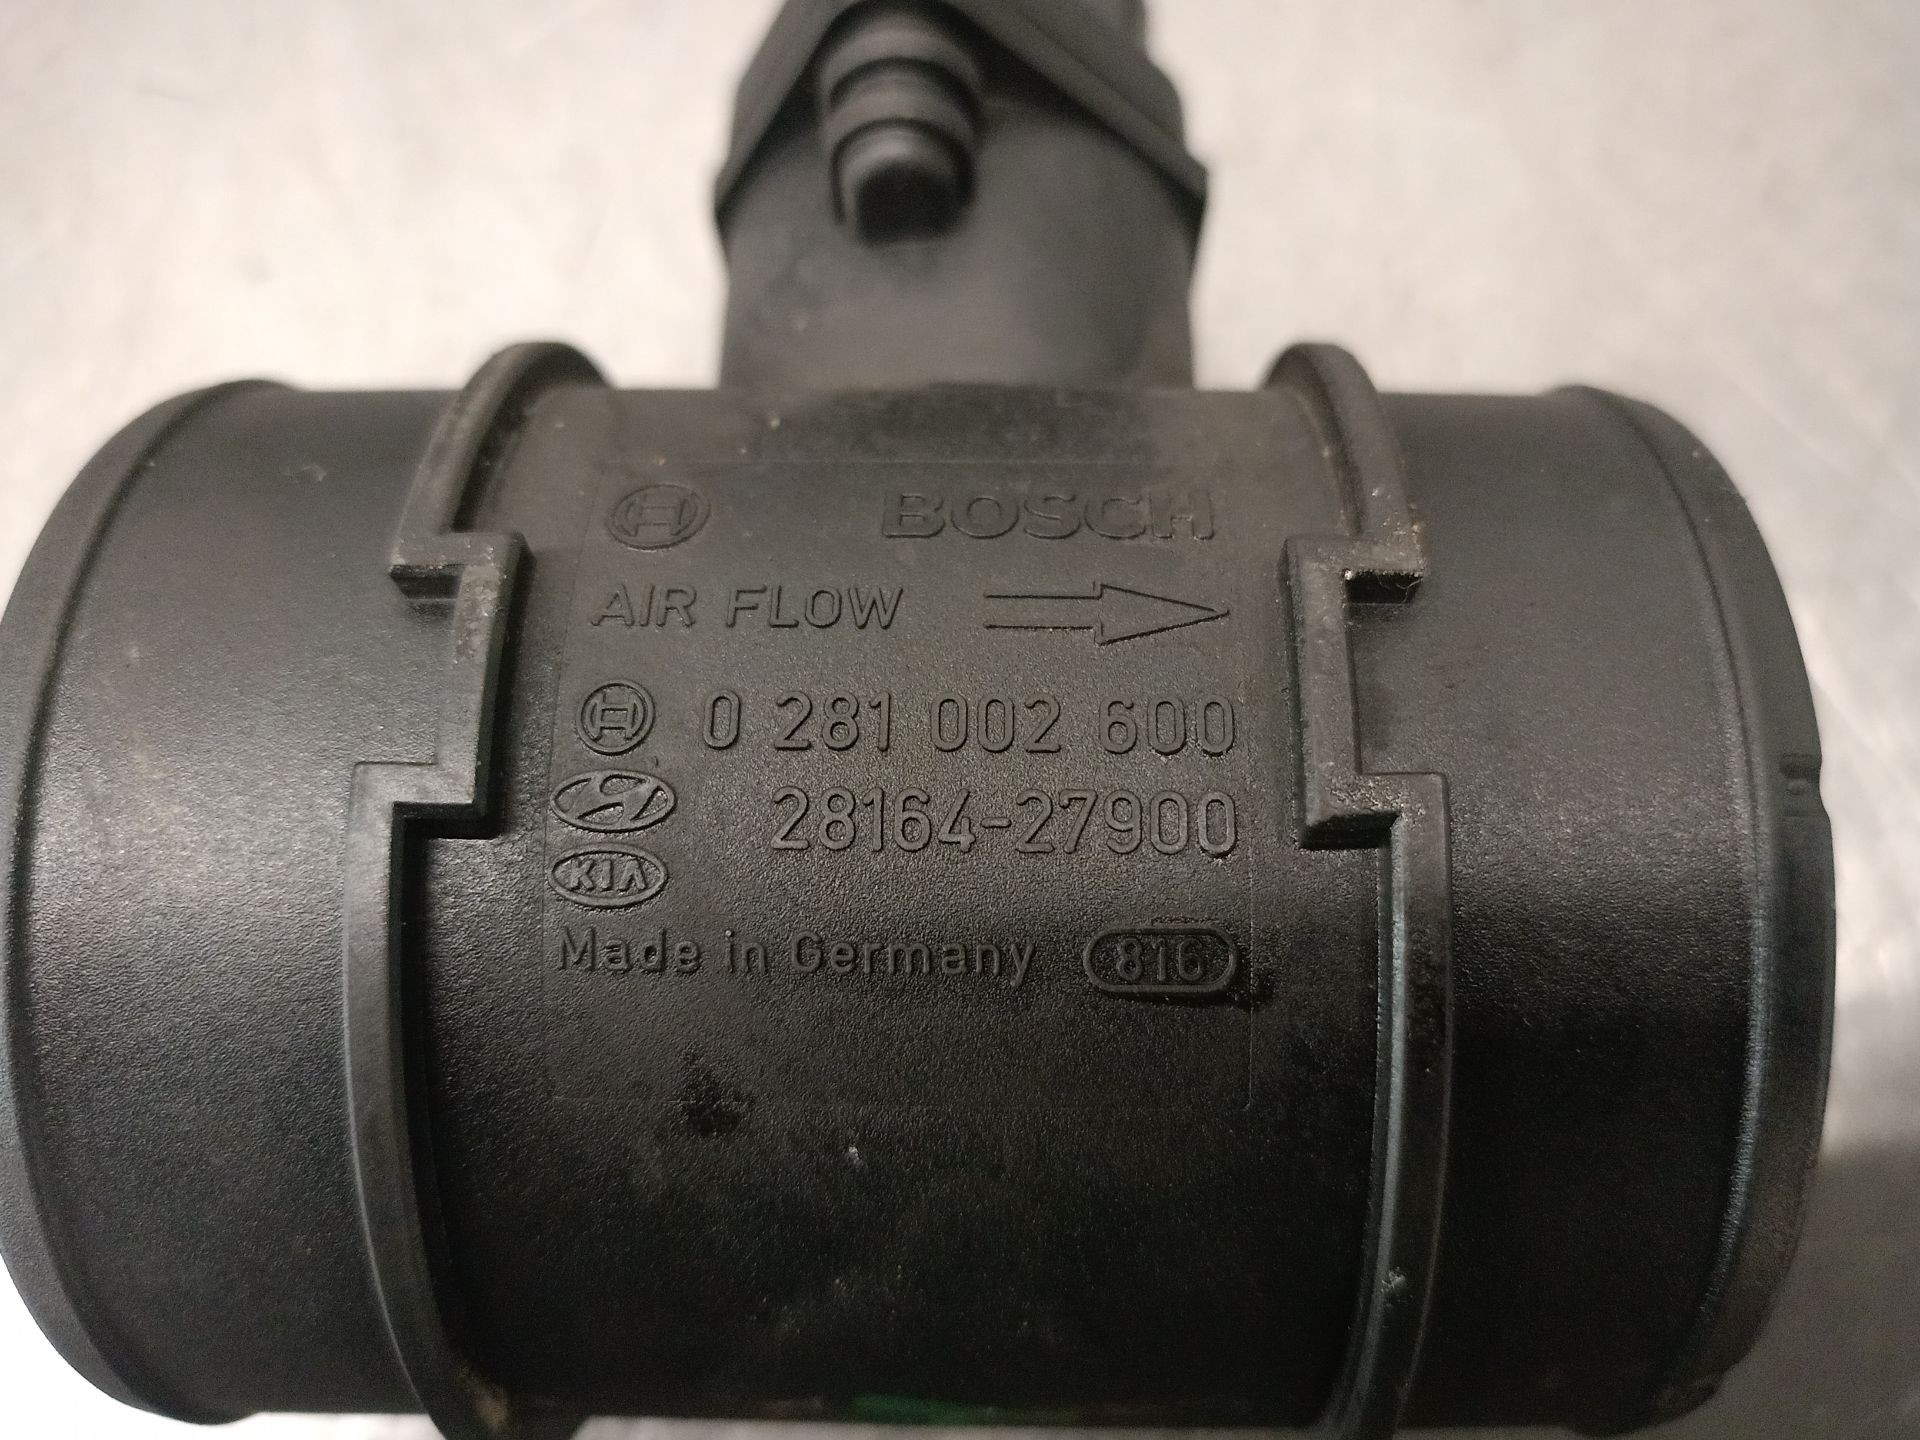 BOSCH
AIR FLOW
0 281 002 600
28164-27900
KIA
Made in Germany 816